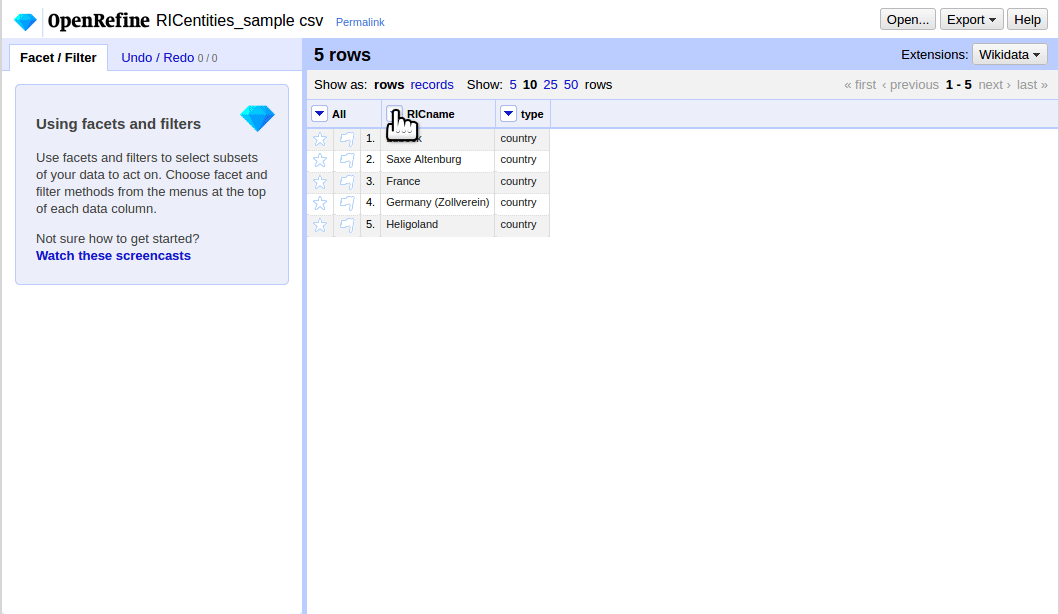 OpenRefine RICentities_sample csv Permalink Open... Export Help
Facet / Filter Undo / Redo 0 / 0
5 rows Extensions: Wikidata
Show as: rows records Show: 5 10 25 50 rows « first ‹ previous 1 - 5 next › last »
All RICname type
1. country
2. Saxe Altenburg country
3. France country
4. Germany (Zollverein) country
5. Heligoland country
Using facets and filters
Use facets and filters to select subsets
of your data to act on. Choose facet and
filter methods from the menus at the top
of each data column.
Not sure how to get started?
Watch these screencasts